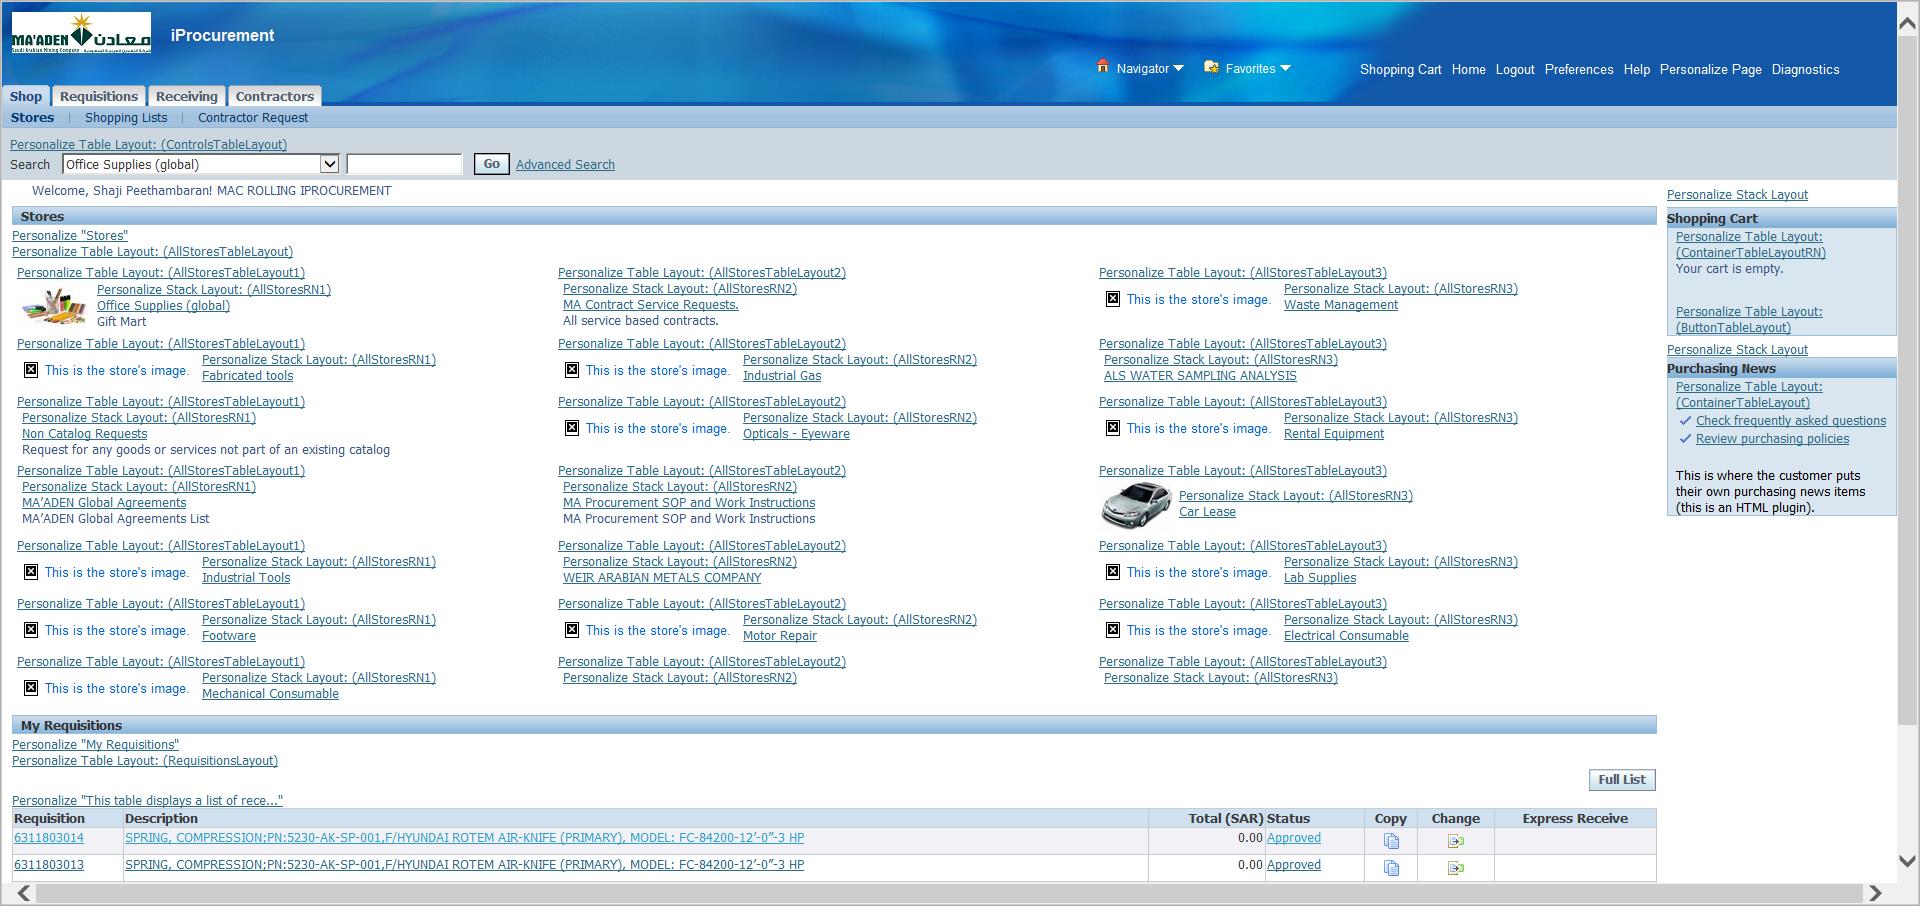 MA'ADEN معادن
Saudi Arabian Mining Company
iProcurement
Navigator Favorites Shopping Cart Home Logout Preferences Help Personalize Page Diagnostics
Shop Requisitions Receiving Contractors
Stores | Shopping Lists | Contractor Request
Personalize Table Layout: (ControlsTableLayout)
Search Office Supplies (global) Go Advanced Search
Welcome, Shaji Peethambaran! MAC ROLLING IPROCUREMENT
Stores
Personalize "Stores"
Personalize Table Layout: (AllStoresTableLayout)
Personalize Table Layout: (AllStoresTableLayout1) Personalize Table Layout: (AllStoresTableLayout2) Personalize Table Layout: (AllStoresTableLayout3)
Personalize Stack Layout: (AllStoresRN1) Personalize Stack Layout: (AllStoresRN2) This is the store's image. Personalize Stack Layout: (AllStoresRN3)
Office Supplies (global) MA Contract Service Requests. Waste Management
Gift Mart All service based contracts.
Personalize Table Layout: (AllStoresTableLayout1) Personalize Table Layout: (AllStoresTableLayout2) Personalize Table Layout: (AllStoresTableLayout3)
This is the store's image. Personalize Stack Layout: (AllStoresRN1) This is the store's image. Personalize Stack Layout: (AllStoresRN2) Personalize Stack Layout: (AllStoresRN3)
Fabricated tools Industrial Gas ALS WATER SAMPLING ANALYSIS
Personalize Table Layout: (AllStoresTableLayout1) Personalize Table Layout: (AllStoresTableLayout2) Personalize Table Layout: (AllStoresTableLayout3)
Personalize Stack Layout: (AllStoresRN1) This is the store's image. Personalize Stack Layout: (AllStoresRN2) This is the store's image. Personalize Stack Layout: (AllStoresRN3)
Non Catalog Requests Opticals - Eyeware Rental Equipment
Request for any goods or services not part of an existing catalog
Personalize Table Layout: (AllStoresTableLayout1) Personalize Table Layout: (AllStoresTableLayout2) Personalize Table Layout: (AllStoresTableLayout3)
Personalize Stack Layout: (AllStoresRN1) Personalize Stack Layout: (AllStoresRN2) Personalize Stack Layout: (AllStoresRN3)
MA'ADEN Global Agreements MA Procurement SOP and Work Instructions Car Lease
MA'ADEN Global Agreements List MA Procurement SOP and Work Instructions
Personalize Table Layout: (AllStoresTableLayout1) Personalize Table Layout: (AllStoresTableLayout2) Personalize Table Layout: (AllStoresTableLayout3)
This is the store's image. Personalize Stack Layout: (AllStoresRN1) Personalize Stack Layout: (AllStoresRN2) This is the store's image. Personalize Stack Layout: (AllStoresRN3)
Industrial Tools WEIR ARABIAN METALS COMPANY Lab Supplies
Personalize Table Layout: (AllStoresTableLayout1) Personalize Table Layout: (AllStoresTableLayout2) Personalize Table Layout: (AllStoresTableLayout3)
This is the store's image. Personalize Stack Layout: (AllStoresRN1) This is the store's image. Personalize Stack Layout: (AllStoresRN2) This is the store's image. Personalize Stack Layout: (AllStoresRN3)
Footware Motor Repair Electrical Consumable
Personalize Table Layout: (AllStoresTableLayout1) Personalize Table Layout: (AllStoresTableLayout2) Personalize Table Layout: (AllStoresTableLayout3)
This is the store's image. Personalize Stack Layout: (AllStoresRN1) Personalize Stack Layout: (AllStoresRN2) Personalize Stack Layout: (AllStoresRN3)
Mechanical Consumable
Personalize Stack Layout
Shopping Cart
Personalize Table Layout:
(ContainerTableLayoutRN)
Your cart is empty.
Personalize Table Layout:
(ButtonTableLayout)
Personalize Stack Layout
Purchasing News
Personalize Table Layout:
(ContainerTableLayout)
Check frequently asked questions
Review purchasing policies
This is where the customer puts
their own purchasing news items
(this is an HTML plugin).
My Requisitions
Personalize "My Requisitions"
Personalize Table Layout: (RequisitionsLayout)
Full List
Personalize "This table displays a list of rece..."
Requisition Description Total (SAR) Status Copy Change Express Receive
6311803014 SPRING, COMPRESSION;PN:5230-AK-SP-001,F/HYUNDAI ROTEM AIR-KNIFE (PRIMARY), MODEL: FC-84200-12'-0"-3 HP 0.00 Approved
6311803013 SPRING, COMPRESSION;PN:5230-AK-SP-001,F/HYUNDAI ROTEM AIR-KNIFE (PRIMARY), MODEL: FC-84200-12'-0"-3 HP 0.00 Approved